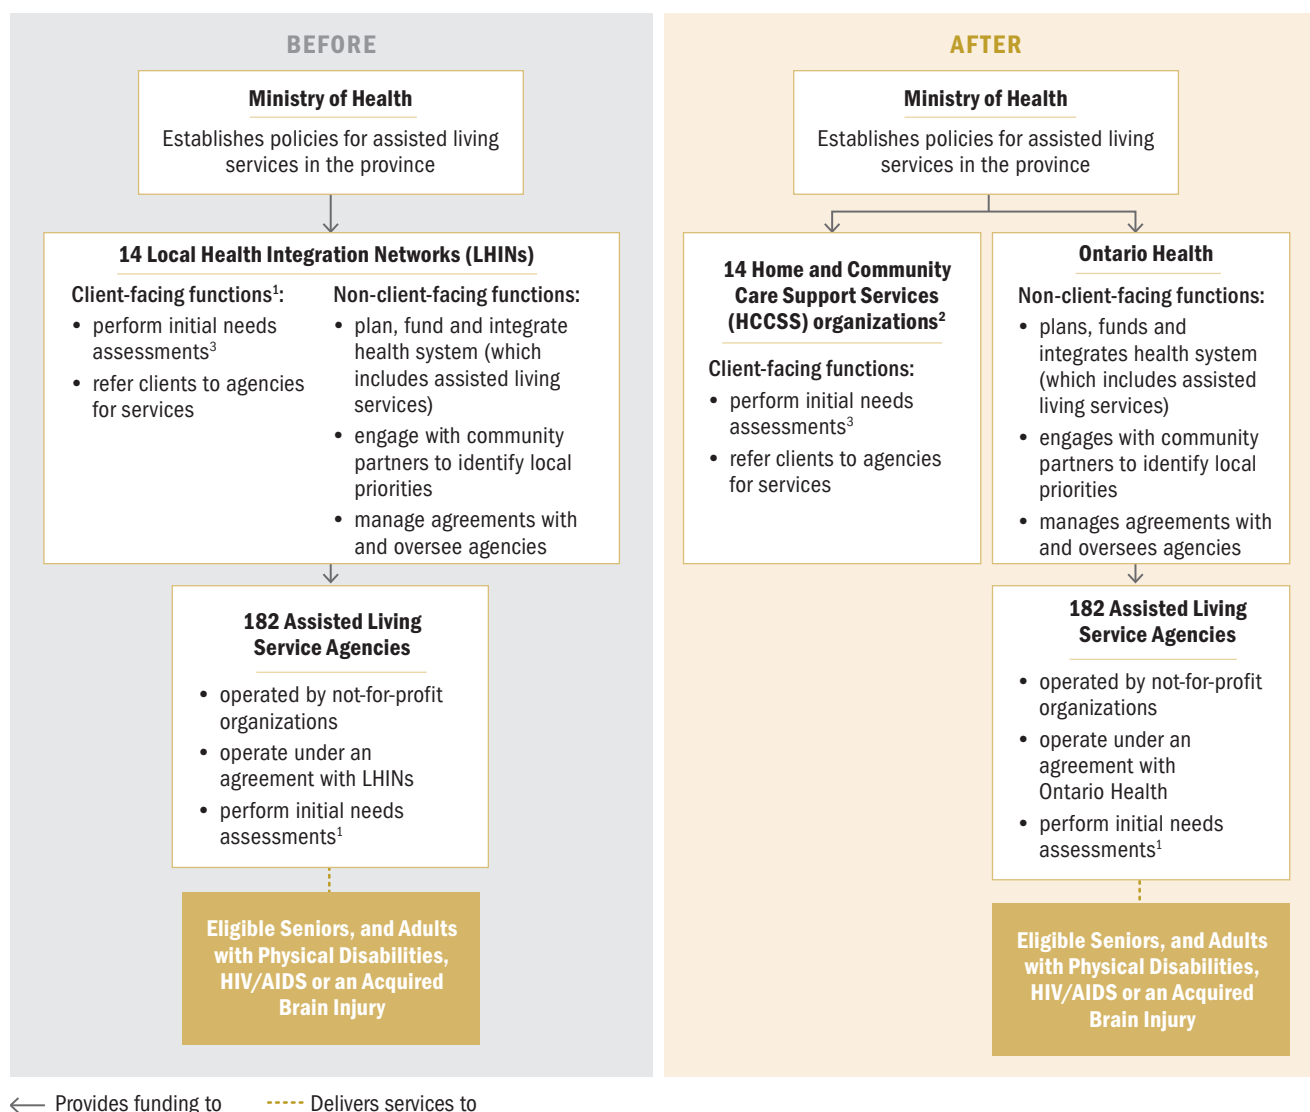 BEFORE
Ministry of Health
Establishes policies for assisted living
services in the province
14 Local Health Integration Networks (LHINs)
Client-facing functions¹:
• perform initial needs
assessments³
• refer clients to agencies
for services
Non-client-facing functions:
• plan, fund and integrate
health system (which
includes assisted living
services)
• engage with community
partners to identify local
priorities
• manage agreements with
and oversee agencies
182 Assisted Living
Service Agencies
• operated by not-for-profit
organizations
• operate under an
agreement with LHINs
• perform initial needs
assessments¹
Eligible Seniors, and Adults
with Physical Disabilities,
HIV/AIDS or an Acquired
Brain Injury
AFTER
Ministry of Health
Establishes policies for assisted living
services in the province
14 Home and Community
Care Support Services
(HCCSS) organizations²
Client-facing functions:
• perform initial needs
assessments³
• refer clients to agencies
for services
Ontario Health
Non-client-facing functions:
• plans, funds and
integrates health system
(which includes assisted
living services)
• engages with community
partners to identify local
priorities
• manages agreements with
and oversees agencies
182 Assisted Living
Service Agencies
• operated by not-for-profit
organizations
• operate under an
agreement with
Ontario Health
• perform initial needs
assessments¹
Eligible Seniors, and Adults
with Physical Disabilities,
HIV/AIDS or an Acquired
Brain Injury
Provides funding to
Delivers services to